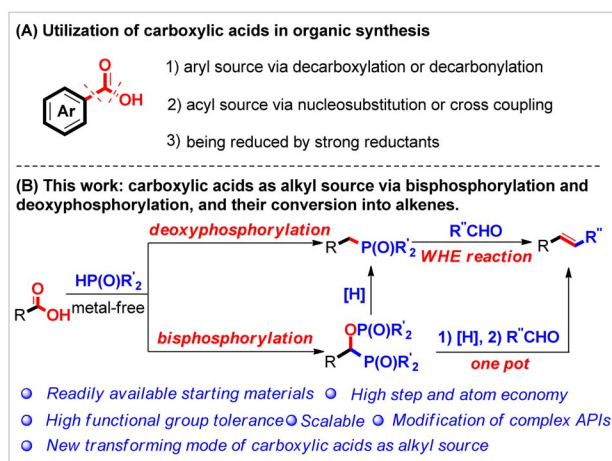 (A) Utilization of carboxylic acids in organic synthesis
O
OH
Ar
1) aryl source via decarboxylation or decarbonylation
2) acyl source via nucleosubstitution or cross coupling
3) being reduced by strong reductants
(B) This work: carboxylic acids as alkyl source via bisphosphorylation and
deoxyphosphorylation, and their conversion into alkenes.
deoxyphosphorylation
R P(O)R'2
R"CHO
WHE reaction
R R"
O
R OH
HP(O)R'2
metal-free
[H]
bisphosphorylation
OP(O)R'2
R P(O)R'2
1) [H], 2) R"CHO
one pot
Readily available starting materials High step and atom economy
High functional group tolerance Scalable Modification of complex APIs
New transforming mode of carboxylic acids as alkyl source